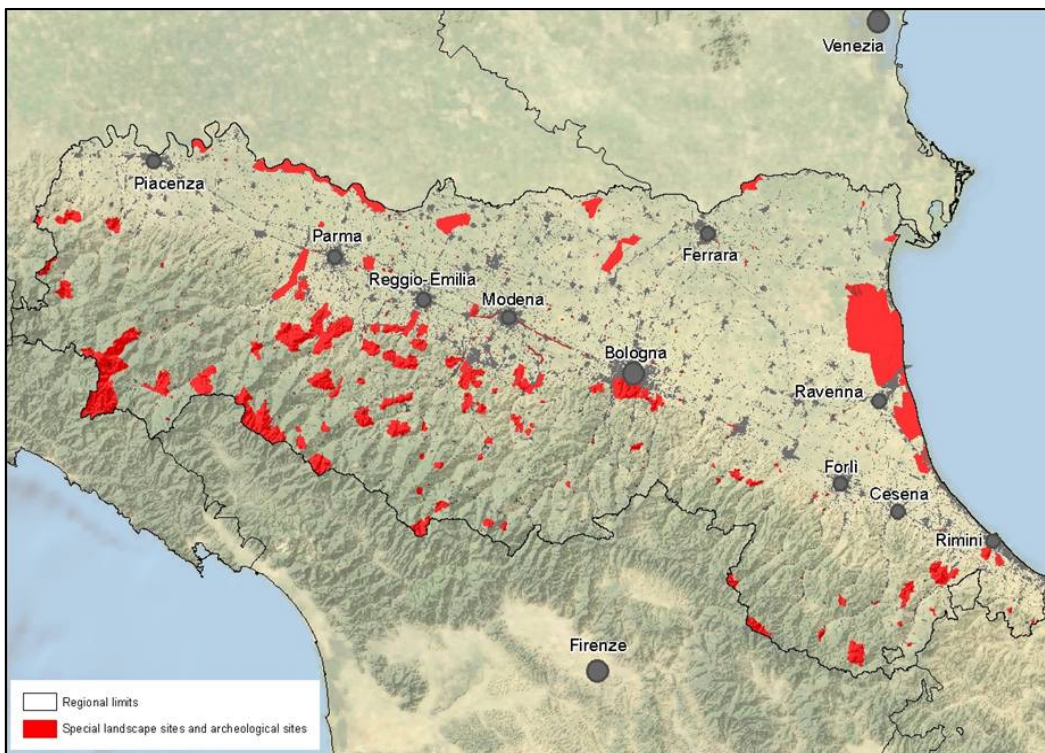 Venezia
Piacenza
Parma
Ferrara
Reggio-Emilia
Modena
Bologna
Ravenna
Forlì
Cesena
Rimini
Firenze
Regional limits
Special landscape sites and archeological sites